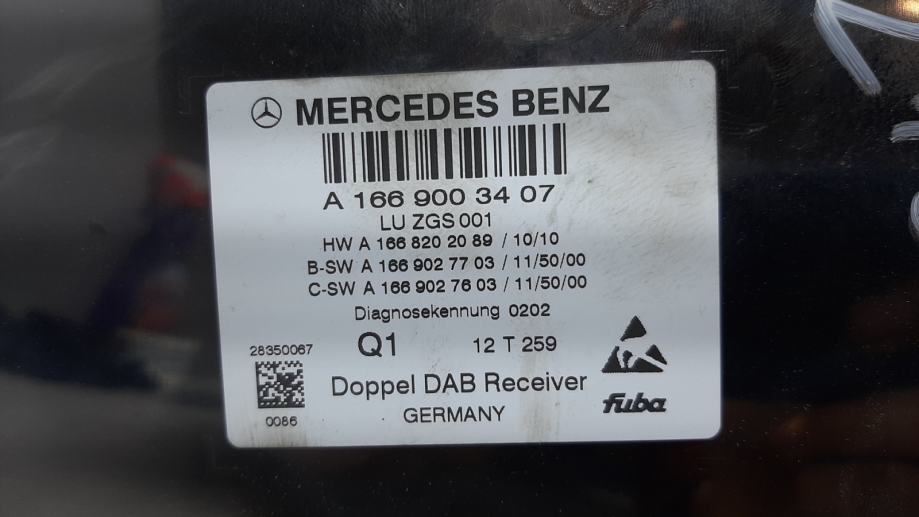 MERCEDES BENZ
A 166 900 34 07
LU ZGS 001
HW A 166 820 20 89 / 10/10
B-SW A 166 902 77 03 / 11/50/00
C-SW A 166 902 76 03 / 11/50/00
Diagnosekennung 0202
28350067 Q1 12 T 259
Doppel DAB Receiver
0086 GERMANY
fuba